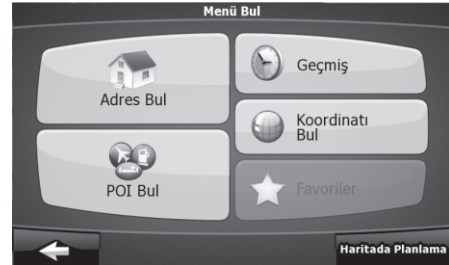 Menü Bul
Adres Bul
Geçmiş
Koordinatı
Bul
POI Bul
Favoriler
Haritada Planlama